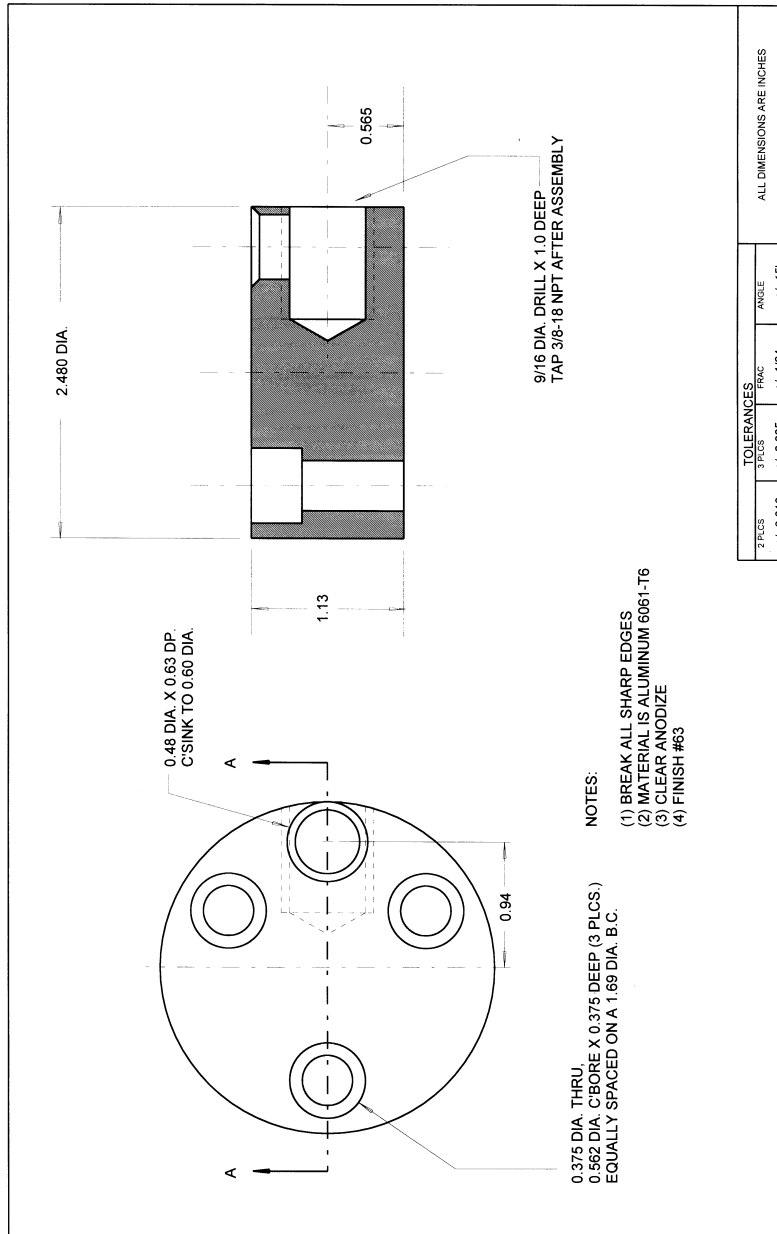 2.480 DIA.
0.565
1.13
9/16 DIA. DRILL X 1.0 DEEP
TAP 3/8-18 NPT AFTER ASSEMBLY
0.48 DIA. X 0.63 DP.
C'SINK TO 0.60 DIA.
A
A
0.94
0.375 DIA. THRU,
0.562 DIA. C'BORE X 0.375 DEEP (3 PLCS.)
EQUALLY SPACED ON A 1.69 DIA. B.C.
NOTES:
(1) BREAK ALL SHARP EDGES
(2) MATERIAL IS ALUMINUM 6061-T6
(3) CLEAR ANODIZE
(4) FINISH #63
TOLERANCES
2 PLCS
3 PLCS
FRAC
ANGLE
ALL DIMENSIONS ARE INCHES